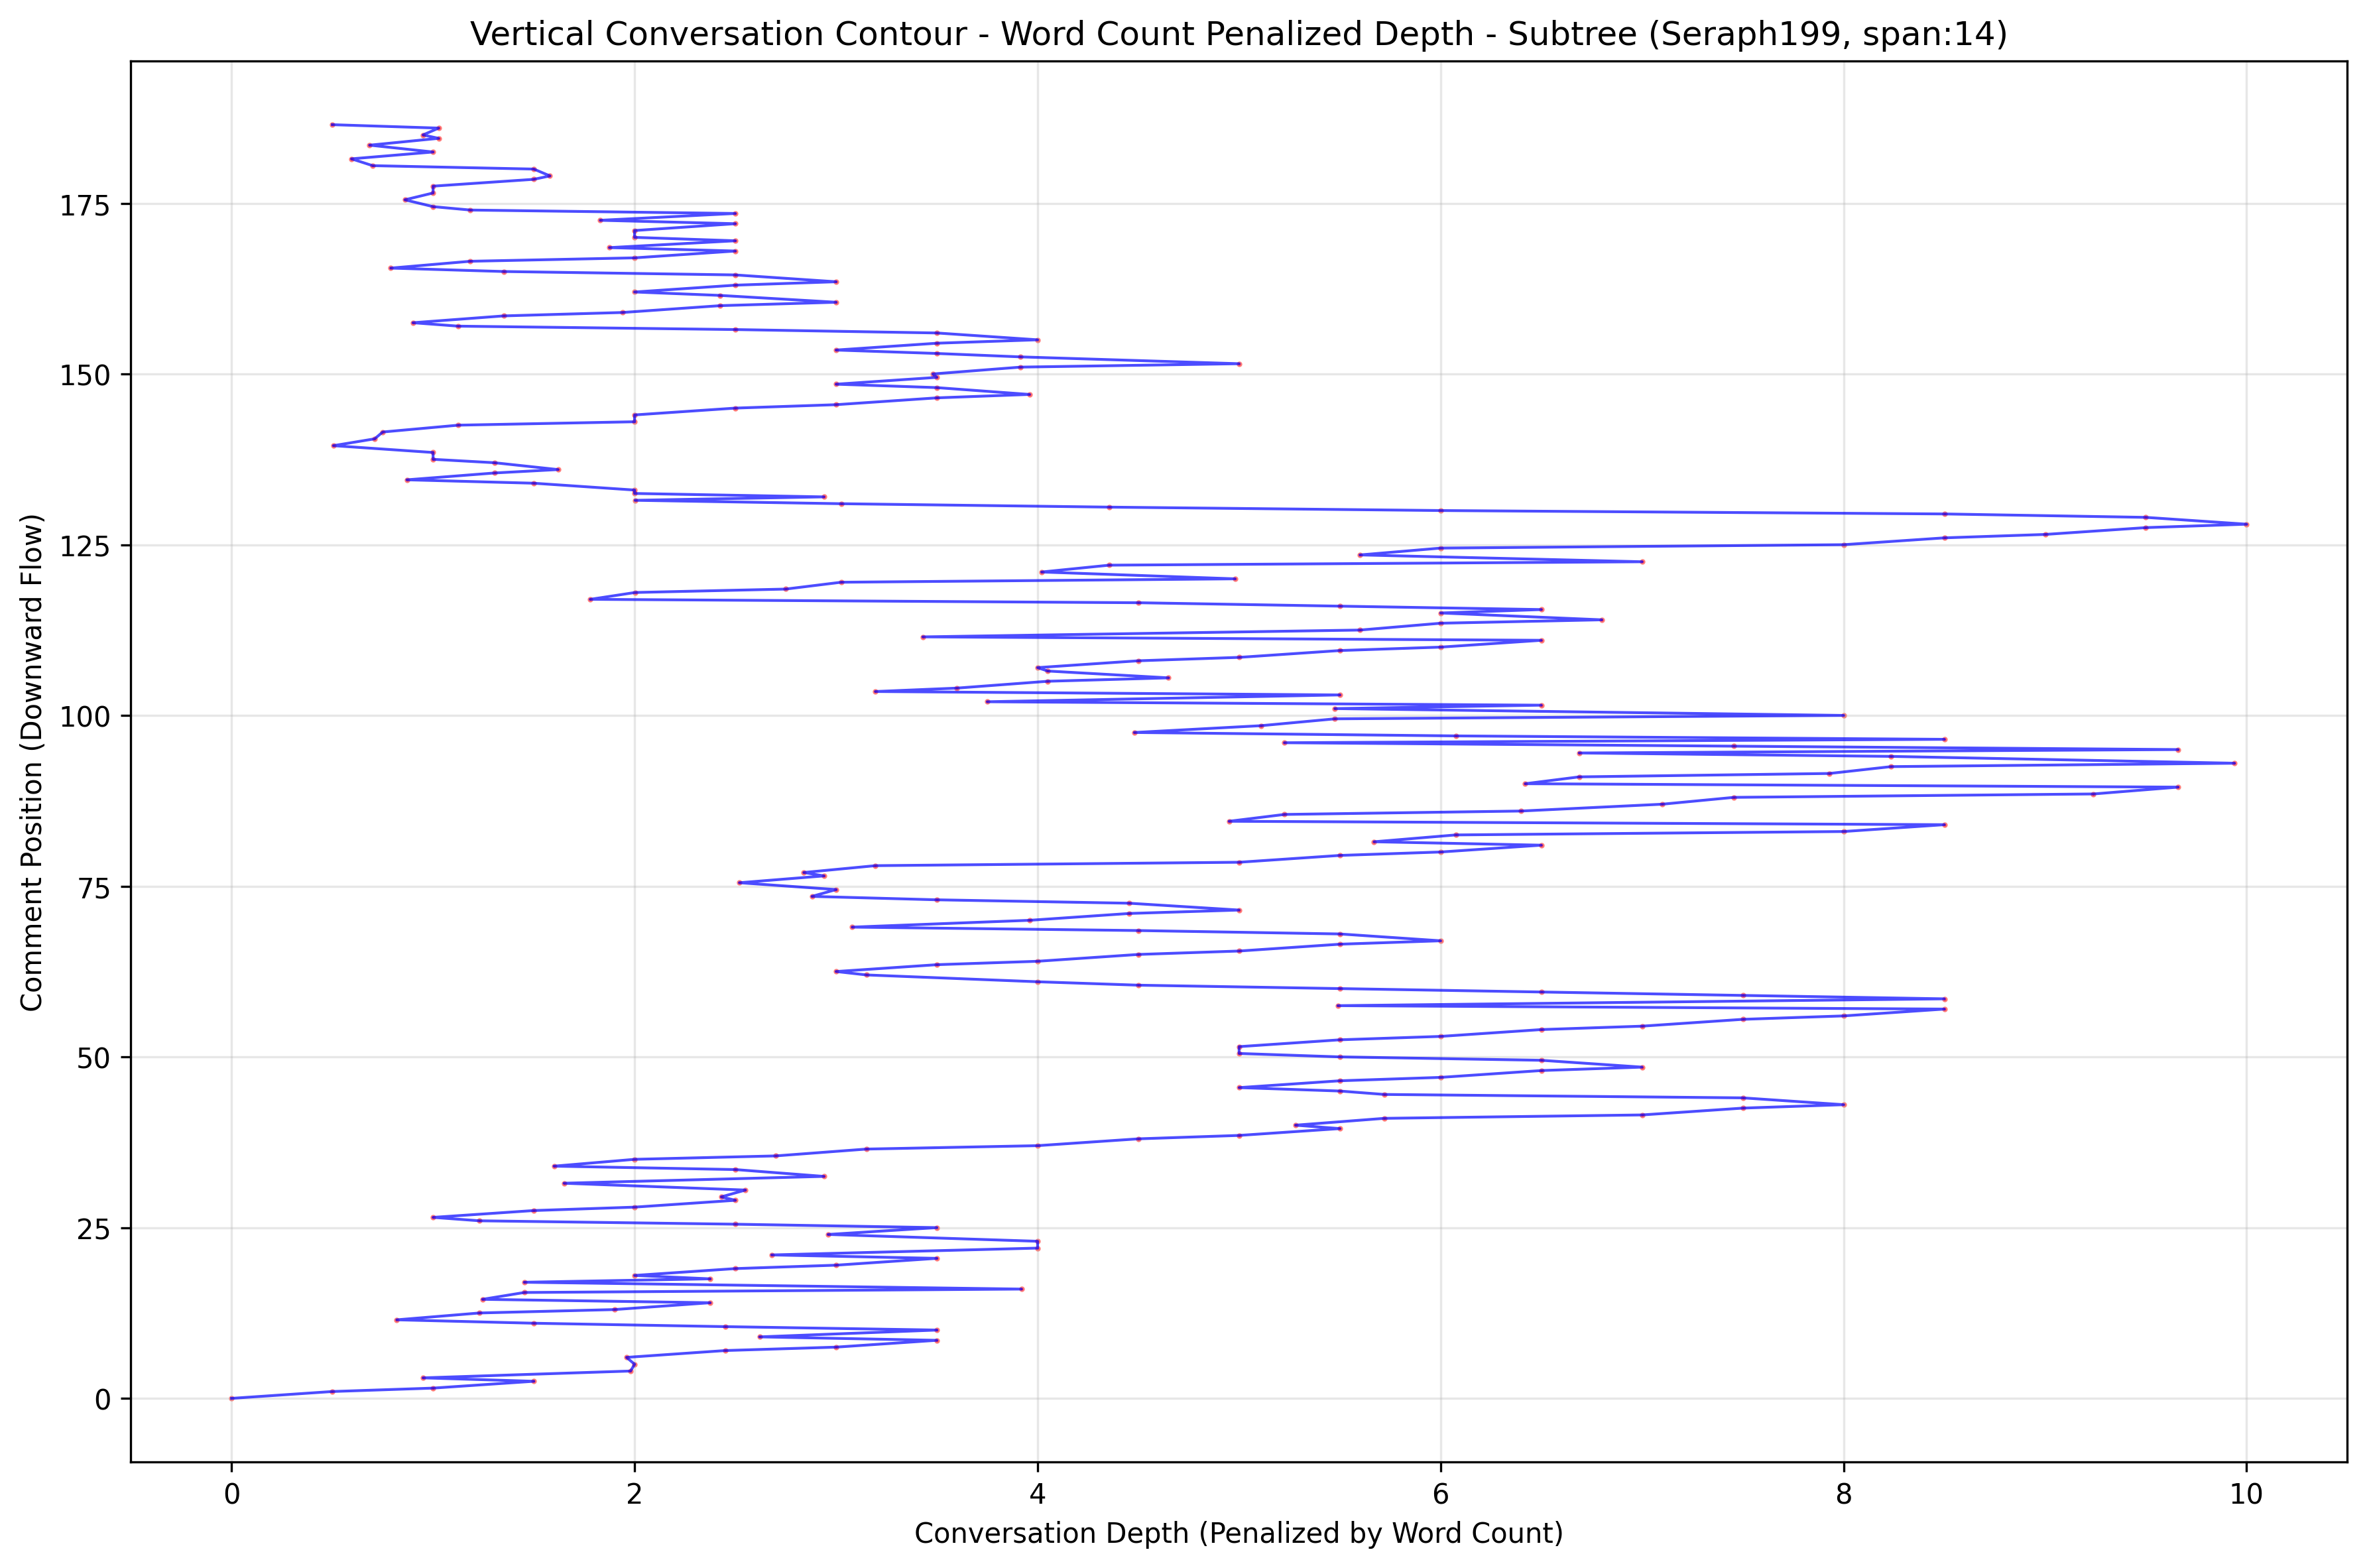 Vertical Conversation Contour - Word Count Penalized Depth - Subtree (Seraph199, span:14)
Comment Position (Downward Flow)
175
150
125
100
75
50
25
0
0 2 4 6 8 10
Conversation Depth (Penalized by Word Count)